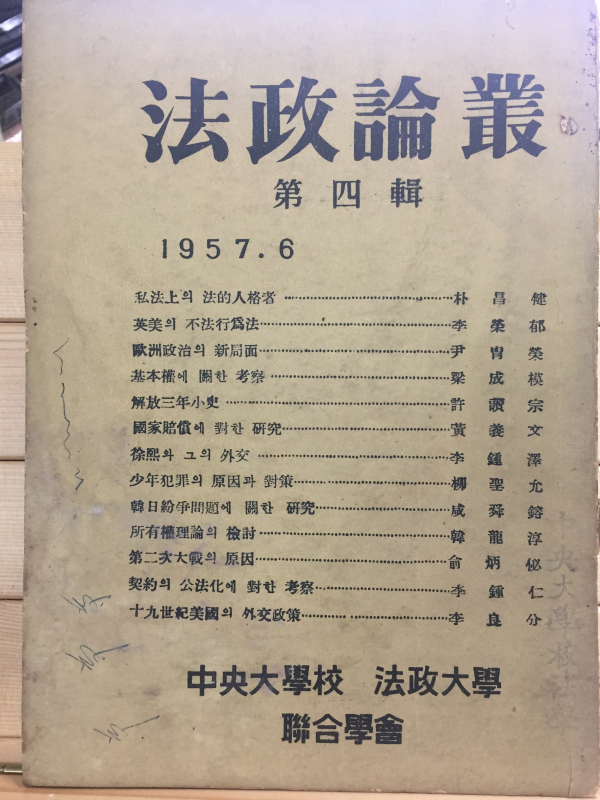 法政論叢
第四輯
1957.6
私法上의 法的人格者 朴昌健
英美의 不法行爲法 李榮郁
歐洲政治의 新局面 尹胄榮
基本權에 關한 考察 梁成模
解放三年小史 許讚宗
國家賠償에 對한 硏究 黃義文
徐熙와 그의 外交 李鍾澤
少年犯罪의 原因과 對策 柳聖允
韓日紛爭問題에 關한 硏究 咸舜鎔
所有權理論의 檢討 韓龍淳
第二次大戰의 原因 俞炳
契約의 公法化에 對한 考察 李鍾仁
十九世紀美國의 外交政策 李良分
中央大學校 法政大學
聯合學會